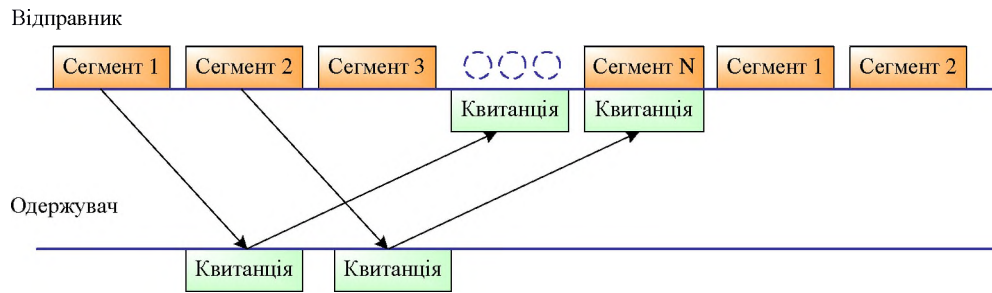 Відправник
Сегмент 1 Сегмент 2 Сегмент 3 Сегмент N Сегмент 1 Сегмент 2
Квитанція Квитанція
Одержувач
Квитанція Квитанція